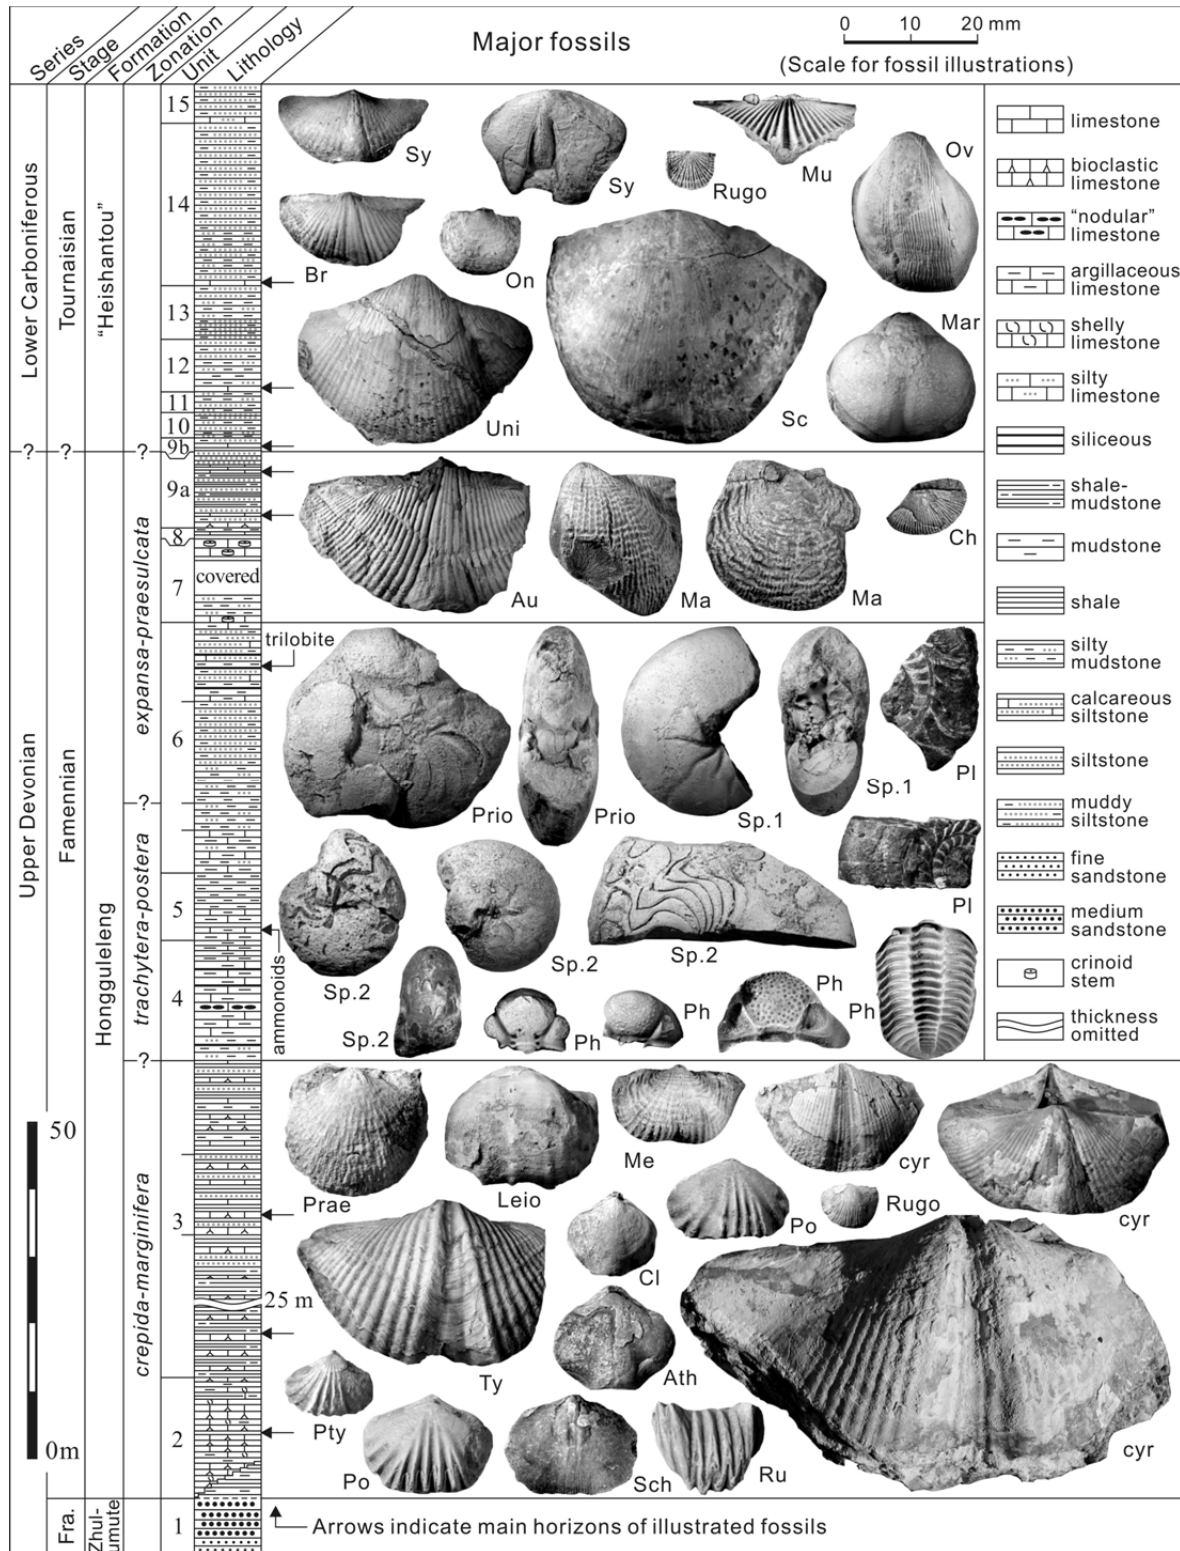 Series
Stage
Formation
Zonation
Unit
Lithology
Major fossils
0 10 20 mm
(Scale for fossil illustrations)
Lower Carboniferous
Tournaisian
“Heishantou”
15
14
13
12
11
10
9b
Sy
Sy
Rugo
Mu
Ov
Br
On
Uni
Sc
Mar
?
?
?
Upper Devonian
Famennian
Honggueleng
expansa-praesulcata
9a
8
7
covered
Au
Ma
Ma
Ch
6
trilobite
Prio
Prio
Sp.1
Sp.1
Pl
?
trachytera-postera
5
4
ammonoids
Sp.2
Sp.2
Sp.2
Sp.2
Pl
Ph
Ph
Ph
Ph
?
crepida-marginifera
3
2
25 m
Prae
Leio
Me
cyr
cyr
Po
Rugo
Cl
Ty
Ath
Pty
Po
Sch
Ru
cyr
50
0m
Fra.
Zhul-
umute
1
Arrows indicate main horizons of illustrated fossils
limestone
bioclastic
limestone
“nodular”
limestone
argillaceous
limestone
shelly
limestone
silty
limestone
siliceous
shale-
mudstone
mudstone
shale
silty
mudstone
calcareous
siltstone
siltstone
muddy
siltstone
fine
sandstone
medium
sandstone
crinoid
stem
thickness
omitted